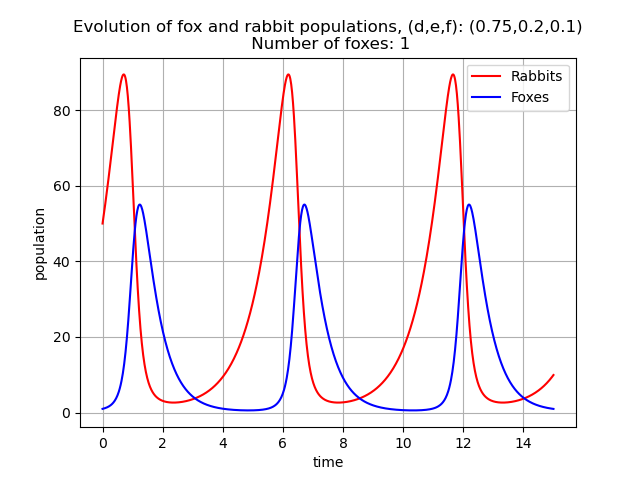 Evolution of fox and rabbit populations, (d,e,f): (0.75,0.2,0.1)
Number of foxes: 1
Rabbits
Foxes
population
80
60
40
20
0
0 2 4 6 8 10 12 14
time